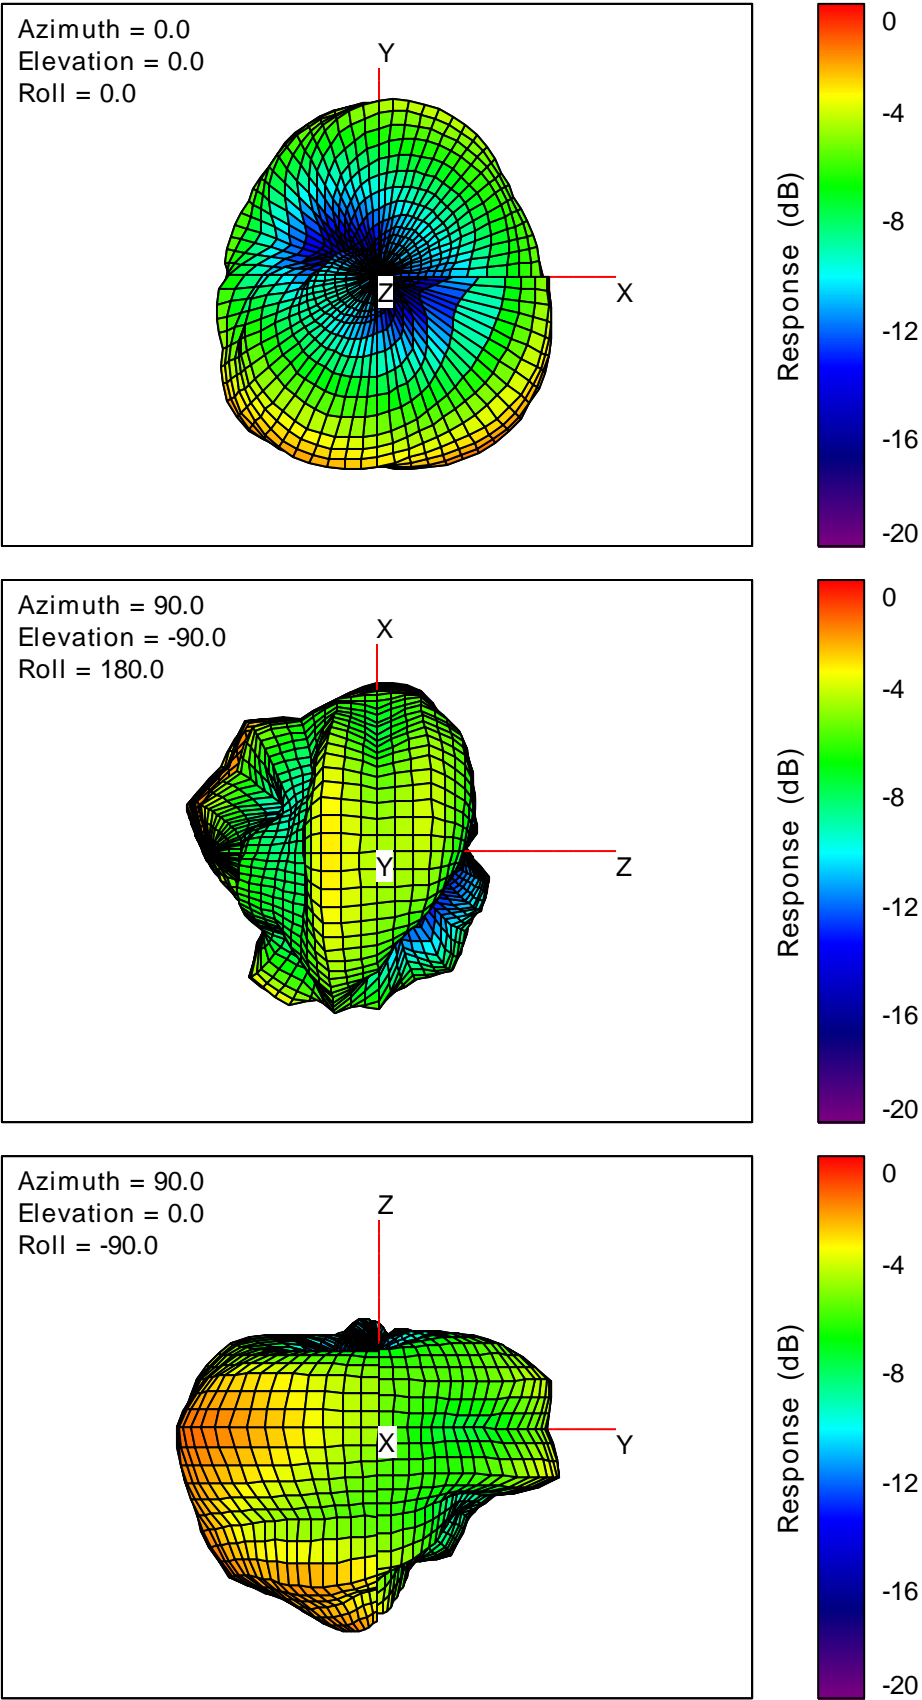 Azimuth = 0.0
Elevation = 0.0
Roll = 0.0
Y
X
Z
0
-4
-8
-12
-16
-20
Response (dB)
Azimuth = 90.0
Elevation = -90.0
Roll = 180.0
X
Z
Y
0
-4
-8
-12
-16
-20
Response (dB)
Azimuth = 90.0
Elevation = 0.0
Roll = -90.0
Z
Y
X
0
-4
-8
-12
-16
-20
Response (dB)